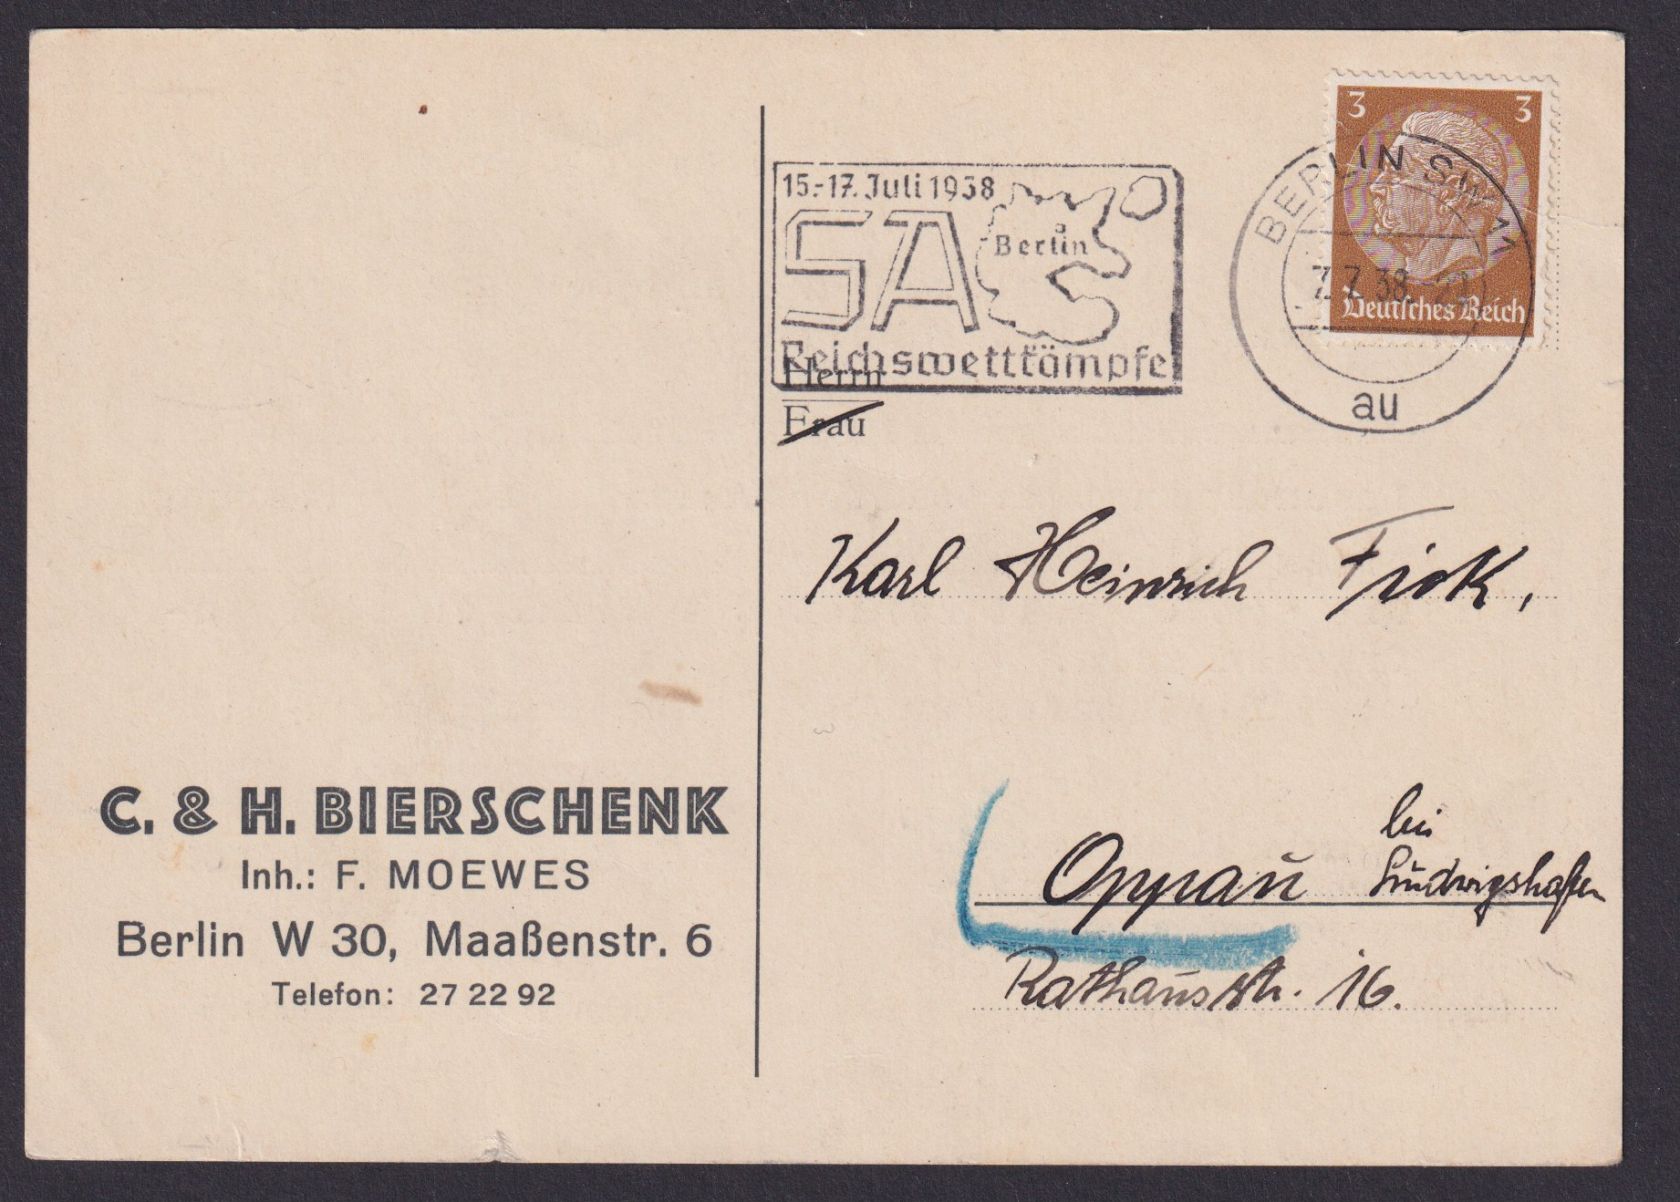 3 3
Deutsches Reich
BERLIN SW 11
7.7.38
au
15.-17. Juli 1938
SA
Berlin
Reichswettkämpfe
Herrn
Frau
Karl Heinrich Fick,
Oppau bei
Ludwigshafen
Rathausstr. 16.
C. & H. BIERSCHENK
Inh.: F. MOEWES
Berlin W 30, Maaßenstr. 6
Telefon: 27 22 92